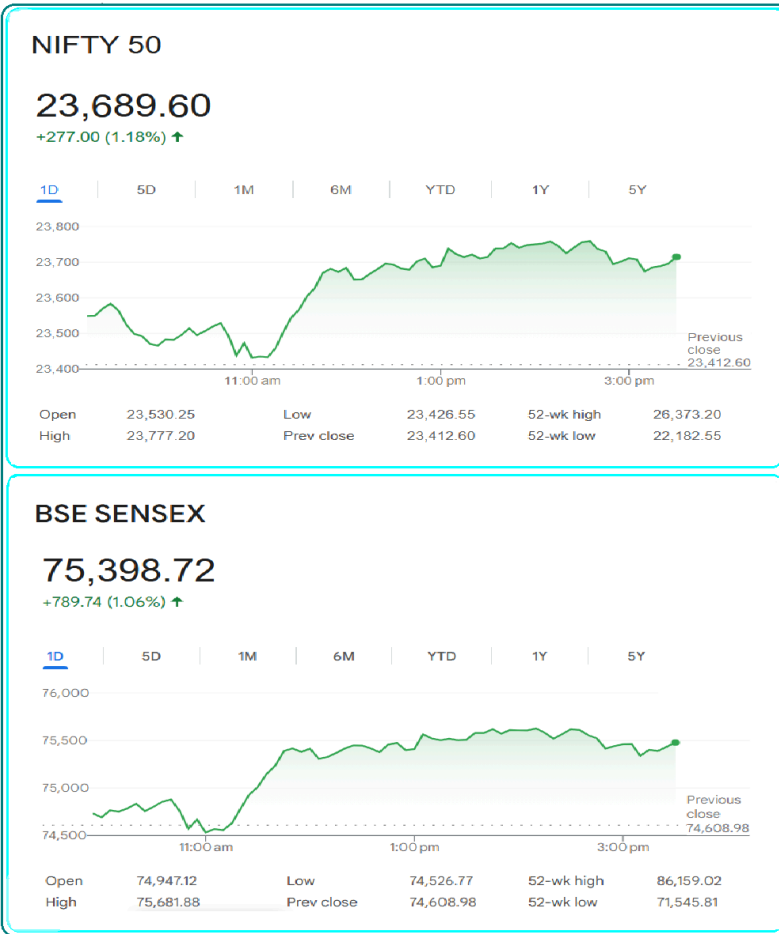 NIFTY 50
23,689.60
+277.00 (1.18%) ↑
1D 5D 1M 6M YTD 1Y 5Y
23,800
23,700
23,600
23,500
Previous
close
23,412.60
23,400
11:00 am 1:00 pm 3:00 pm
Open 23,530.25 Low 23,426.55 52-wk high 26,373.20
High 23,777.20 Prev close 23,412.60 52-wk low 22,182.55
BSE SENSEX
75,398.72
+789.74 (1.06%) ↑
1D 5D 1M 6M YTD 1Y 5Y
76,000
75,500
75,000
Previous
close
74,608.98
74,500
11:00 am 1:00 pm 3:00 pm
Open 74,947.12 Low 74,526.77 52-wk high 86,159.02
High 75,681.88 Prev close 74,608.98 52-wk low 71,545.81